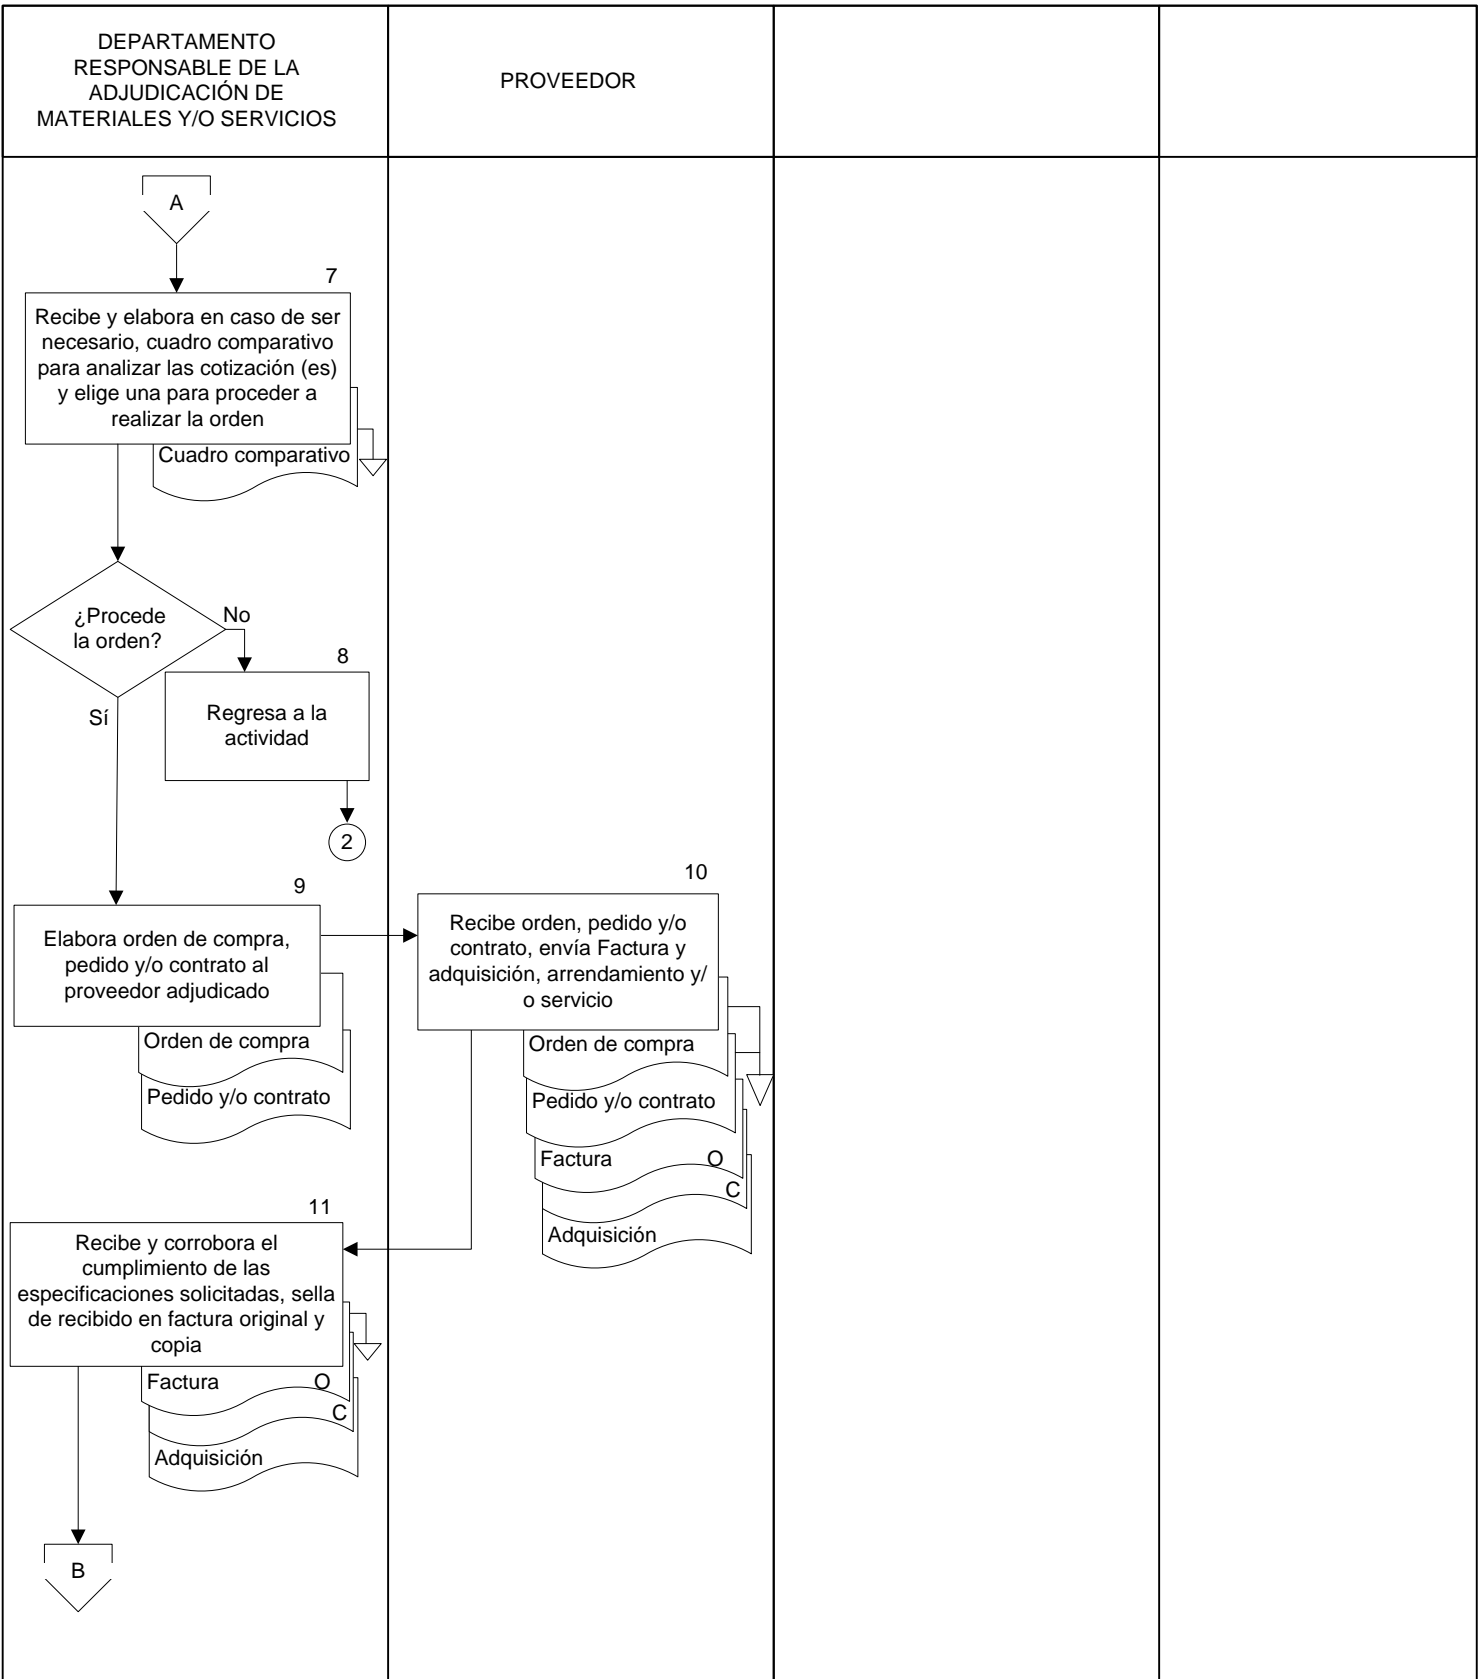 DEPARTAMENTO
RESPONSABLE DE LA
ADJUDICACIÓN DE
MATERIALES Y/O SERVICIOS
PROVEEDOR
A
7
Recibe y elabora en caso de ser
necesario, cuadro comparativo
para analizar las cotización (es)
y elige una para proceder a
realizar la orden
Cuadro comparativo
¿Procede
la orden?
No
Sí
8
Regresa a la
actividad
2
9
Elabora orden de compra,
pedido y/o contrato al
proveedor adjudicado
Orden de compra
Pedido y/o contrato
10
Recibe orden, pedido y/o
contrato, envía Factura y
adquisición, arrendamiento y/
o servicio
Orden de compra
Pedido y/o contrato
Factura O
C
Adquisición
11
Recibe y corrobora el
cumplimiento de las
especificaciones solicitadas, sella
de recibido en factura original y
copia
Factura O
C
Adquisición
B